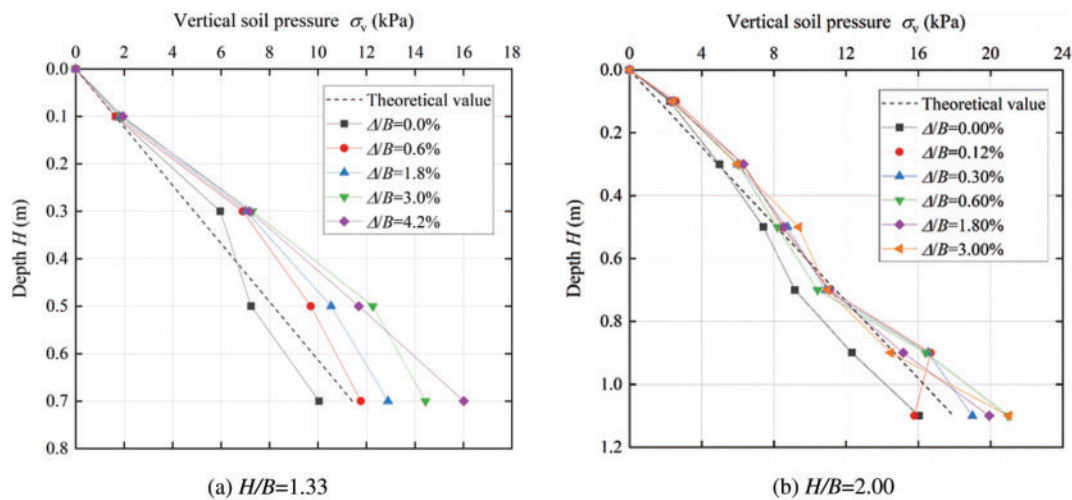 Vertical soil pressure σv (kPa)
0 2 4 6 8 10 12 14 16 18
0.0
0.1
0.2
0.3
0.4
0.5
0.6
0.7
0.8
Depth H (m)
Theoretical value
Δ/B=0.0%
Δ/B=0.6%
Δ/B=1.8%
Δ/B=3.0%
Δ/B=4.2%
(a) H/B=1.33
Vertical soil pressure σv (kPa)
0 4 8 12 16 20 24
0.0
0.2
0.4
0.6
0.8
1.0
1.2
Depth H (m)
Theoretical value
Δ/B=0.00%
Δ/B=0.12%
Δ/B=0.30%
Δ/B=0.60%
Δ/B=1.80%
Δ/B=3.00%
(b) H/B=2.00